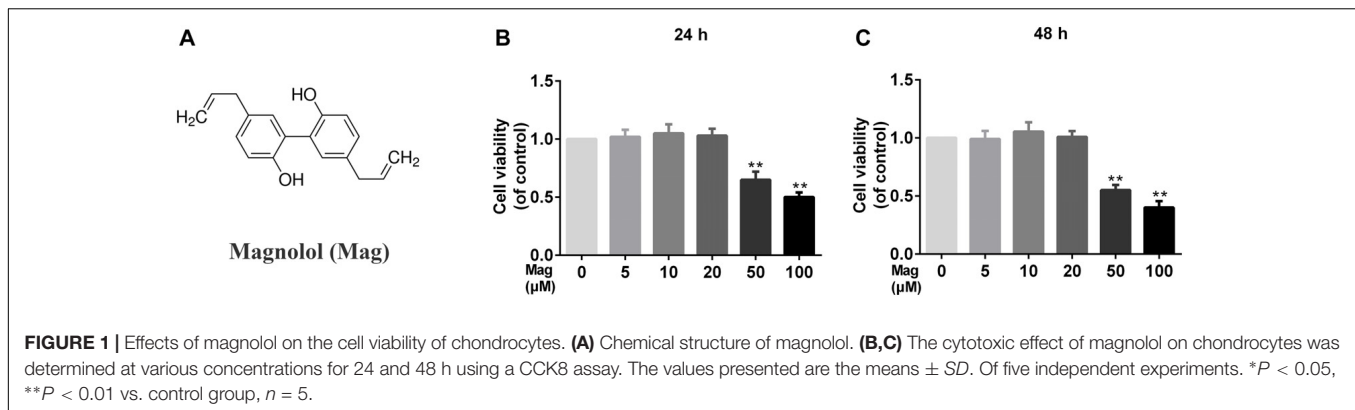 A
H₂C
HO
OH
CH₂
Magnolol (Mag)
B
24 h
Cell viability
(of control)
1.5
1.0
0.5
0.0
**
**
Mag
(μM)
0 5 10 20 50 100
C
48 h
Cell viability
(of control)
1.5
1.0
0.5
0.0
**
**
Mag
(μM)
0 5 10 20 50 100
FIGURE 1 | Effects of magnolol on the cell viability of chondrocytes. (A) Chemical structure of magnolol. (B,C) The cytotoxic effect of magnolol on chondrocytes was
determined at various concentrations for 24 and 48 h using a CCK8 assay. The values presented are the means ± SD. Of five independent experiments. *P < 0.05,
**P < 0.01 vs. control group, n = 5.